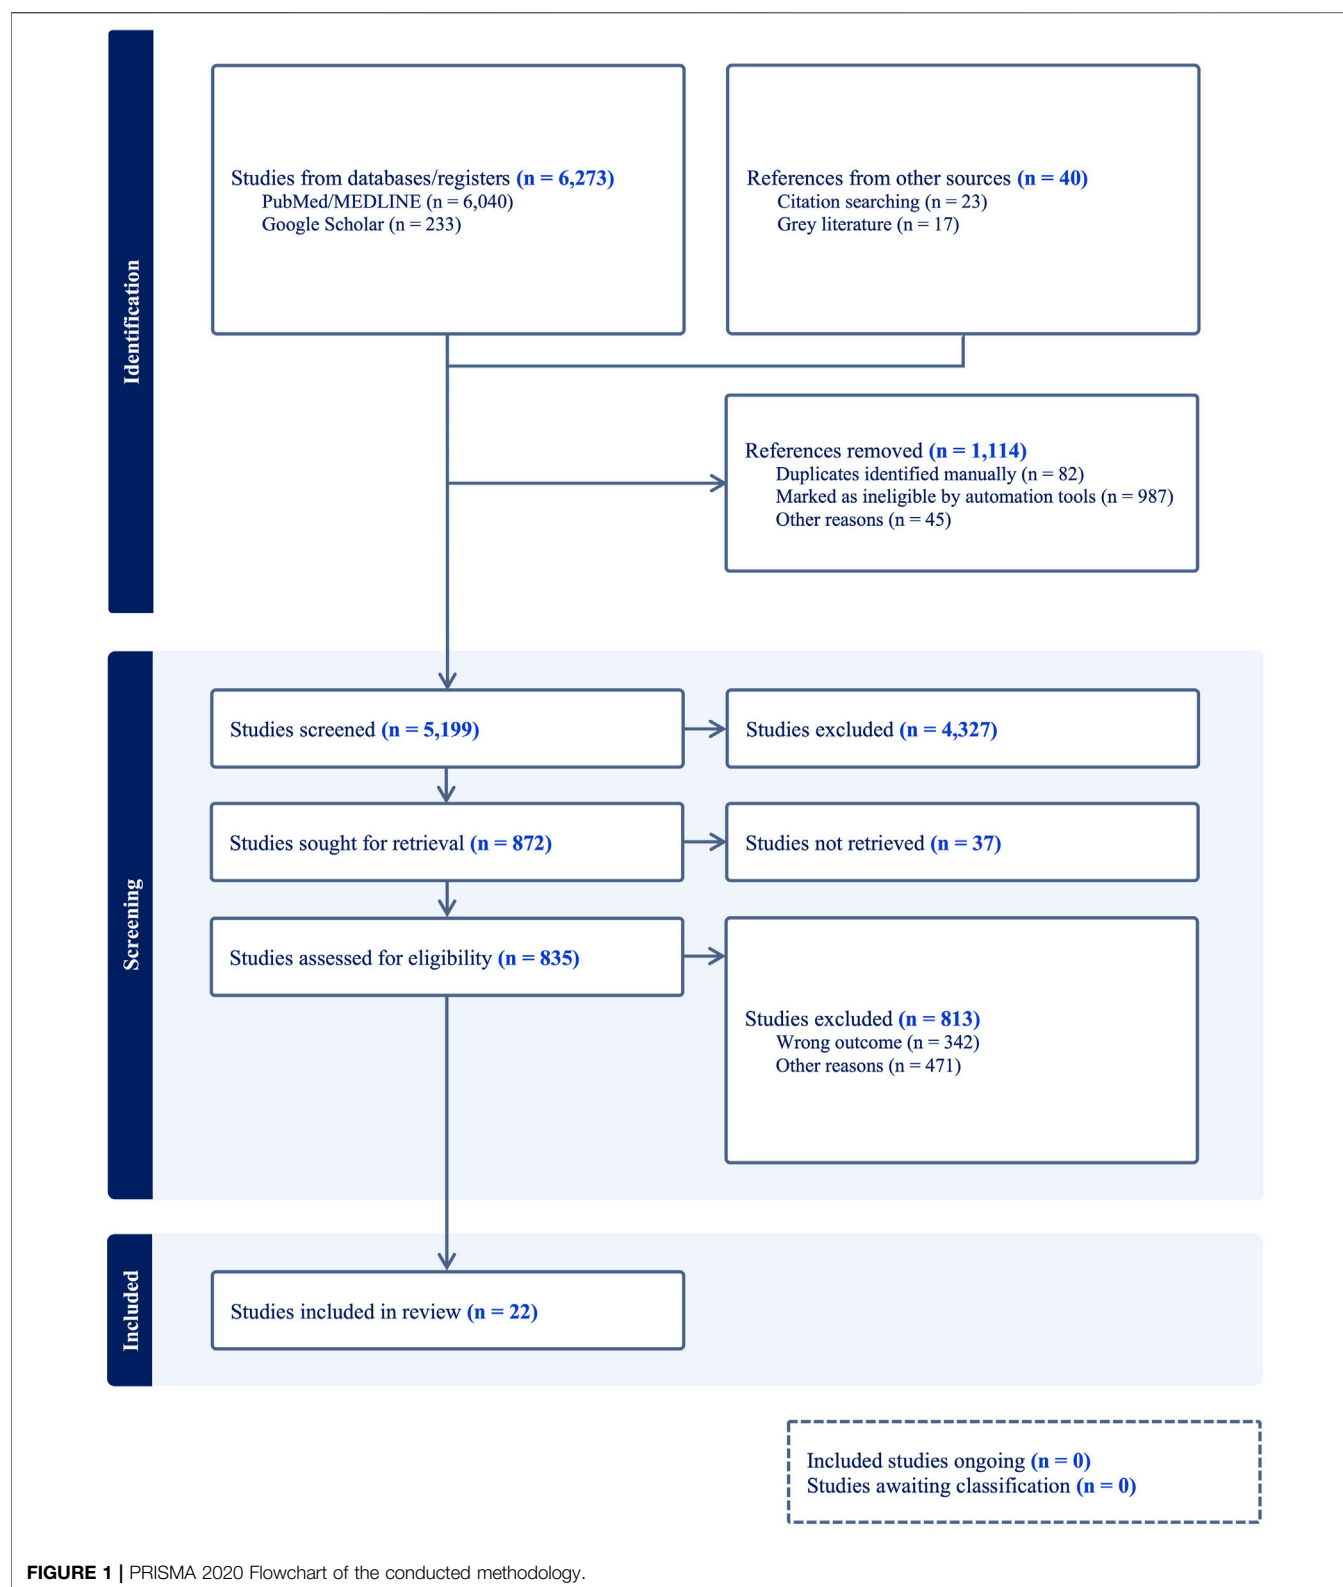 Identification
Studies from databases/registers (n = 6,273)
PubMed/MEDLINE (n = 6,040)
Google Scholar (n = 233)
References from other sources (n = 40)
Citation searching (n = 23)
Grey literature (n = 17)
References removed (n = 1,114)
Duplicates identified manually (n = 82)
Marked as ineligible by automation tools (n = 987)
Other reasons (n = 45)
Screening
Studies screened (n = 5,199)
Studies excluded (n = 4,327)
Studies sought for retrieval (n = 872)
Studies not retrieved (n = 37)
Studies assessed for eligibility (n = 835)
Studies excluded (n = 813)
Wrong outcome (n = 342)
Other reasons (n = 471)
Included
Studies included in review (n = 22)
Included studies ongoing (n = 0)
Studies awaiting classification (n = 0)
FIGURE 1 | PRISMA 2020 Flowchart of the conducted methodology.